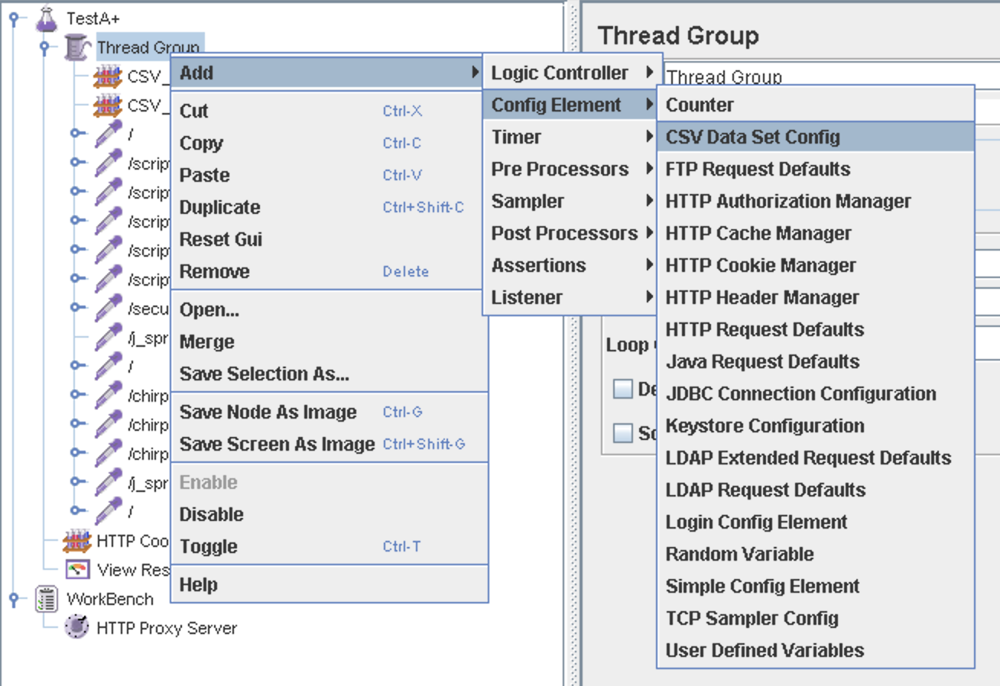 TestA+
Thread Group
CSV_
CSV_
/
/scrip
/scrip
/scrip
/scrip
/scrip
/secu
/j_spr
/
/chirp
/chirp
/chirp
/j_spr
/
HTTP Coo
View Res
WorkBench
HTTP Proxy Server
Add
Cut Ctrl-X
Copy Ctrl-C
Paste Ctrl-V
Duplicate Ctrl+Shift-C
Reset Gui
Remove Delete
Open...
Merge
Save Selection As...
Save Node As Image Ctrl-G
Save Screen As Image Ctrl+Shift-G
Enable
Disable
Toggle Ctrl-T
Help
Logic Controller
Config Element
Timer
Pre Processors
Sampler
Post Processors
Assertions
Listener
Thread Group
Thread Group
Counter
CSV Data Set Config
FTP Request Defaults
HTTP Authorization Manager
HTTP Cache Manager
HTTP Cookie Manager
HTTP Header Manager
HTTP Request Defaults
Java Request Defaults
JDBC Connection Configuration
Keystore Configuration
LDAP Extended Request Defaults
LDAP Request Defaults
Login Config Element
Random Variable
Simple Config Element
TCP Sampler Config
User Defined Variables
Loop
De
Sc